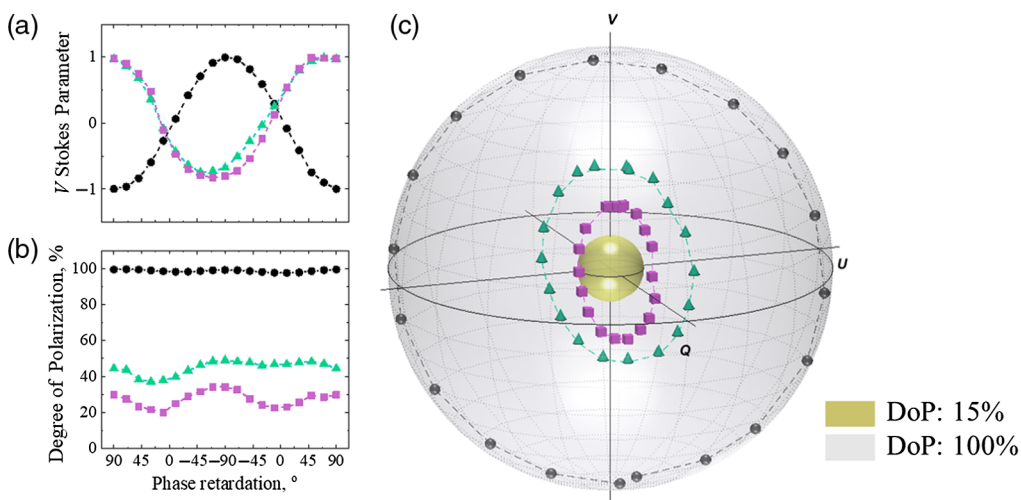 (a)
V Stokes Parameter
1
0
−1
(b)
Degree of Polarization, %
100
80
60
40
20
0
90 45 0 −45 −90 −45 0 45 90
Phase retardation, °
(c)
V
U
Q
DoP: 15%
DoP: 100%